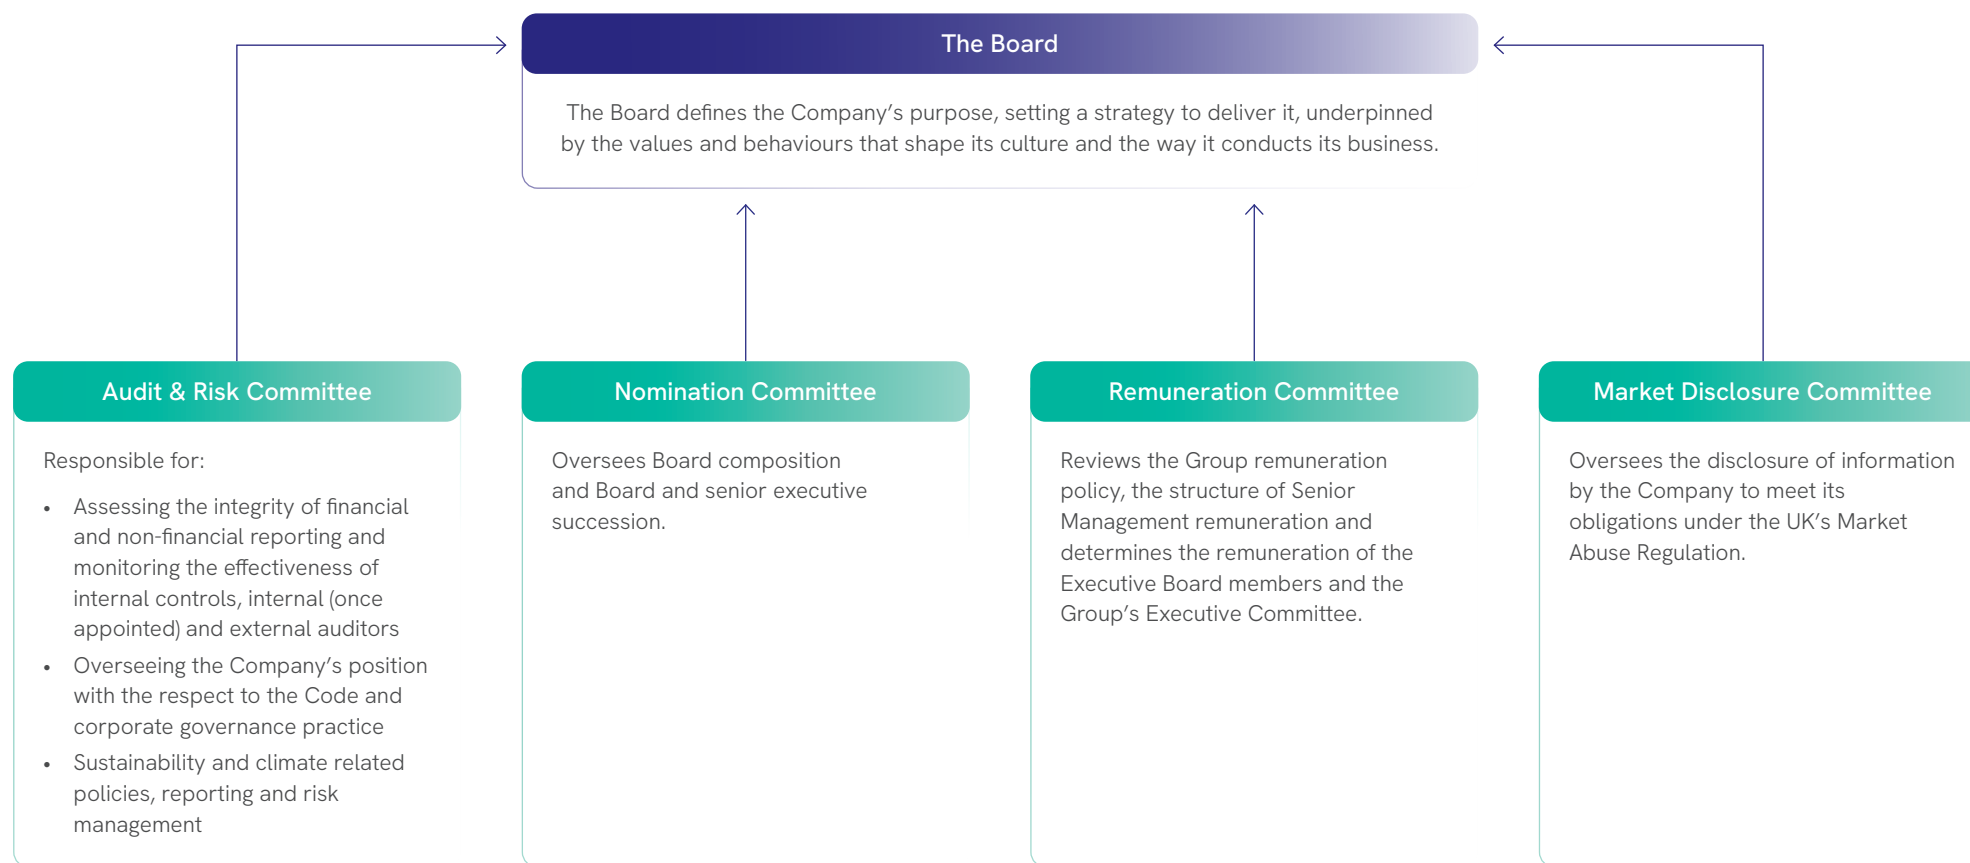 The Board
The Board defines the Company’s purpose, setting a strategy to deliver it, underpinned
by the values and behaviours that shape its culture and the way it conducts its business.
Audit & Risk Committee
Responsible for:
• Assessing the integrity of financial
and non-financial reporting and
monitoring the effectiveness of
internal controls, internal (once
appointed) and external auditors
• Overseeing the Company’s position
with the respect to the Code and
corporate governance practice
• Sustainability and climate related
policies, reporting and risk
management
Nomination Committee
Oversees Board composition
and Board and senior executive
succession.
Remuneration Committee
Reviews the Group remuneration
policy, the structure of Senior
Management remuneration and
determines the remuneration of the
Executive Board members and the
Group’s Executive Committee.
Market Disclosure Committee
Oversees the disclosure of information
by the Company to meet its
obligations under the UK’s Market
Abuse Regulation.